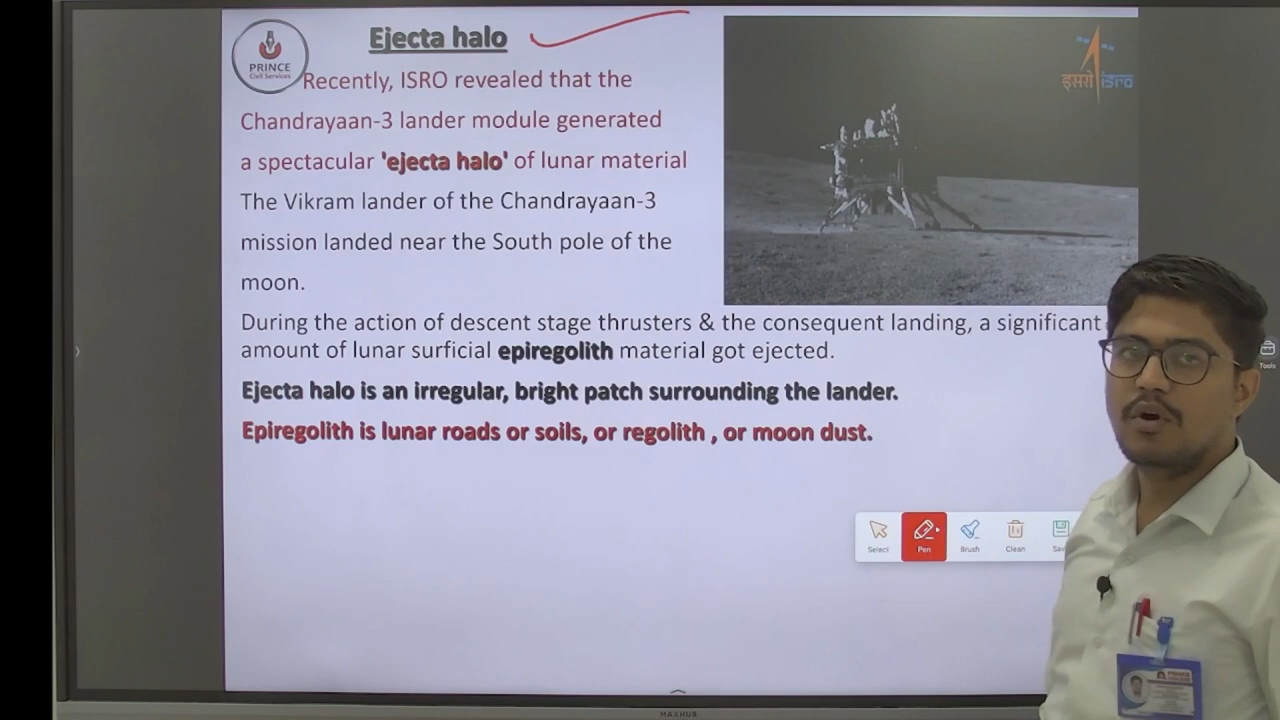 Ejecta halo
PRINCE
Civil Services
Recently, ISRO revealed that the
Chandrayaan-3 lander module generated
a spectacular 'ejecta halo' of lunar material
The Vikram lander of the Chandrayaan-3
mission landed near the South pole of the
moon.
इसरो isro
During the action of descent stage thrusters & the consequent landing, a significant
amount of lunar surficial epiregolith material got ejected.
Ejecta halo is an irregular, bright patch surrounding the lander.
Epiregolith is lunar roads or soils, or regolith , or moon dust.
Tools
Select Pen Brush Clean
PRINCE
MAXHUB